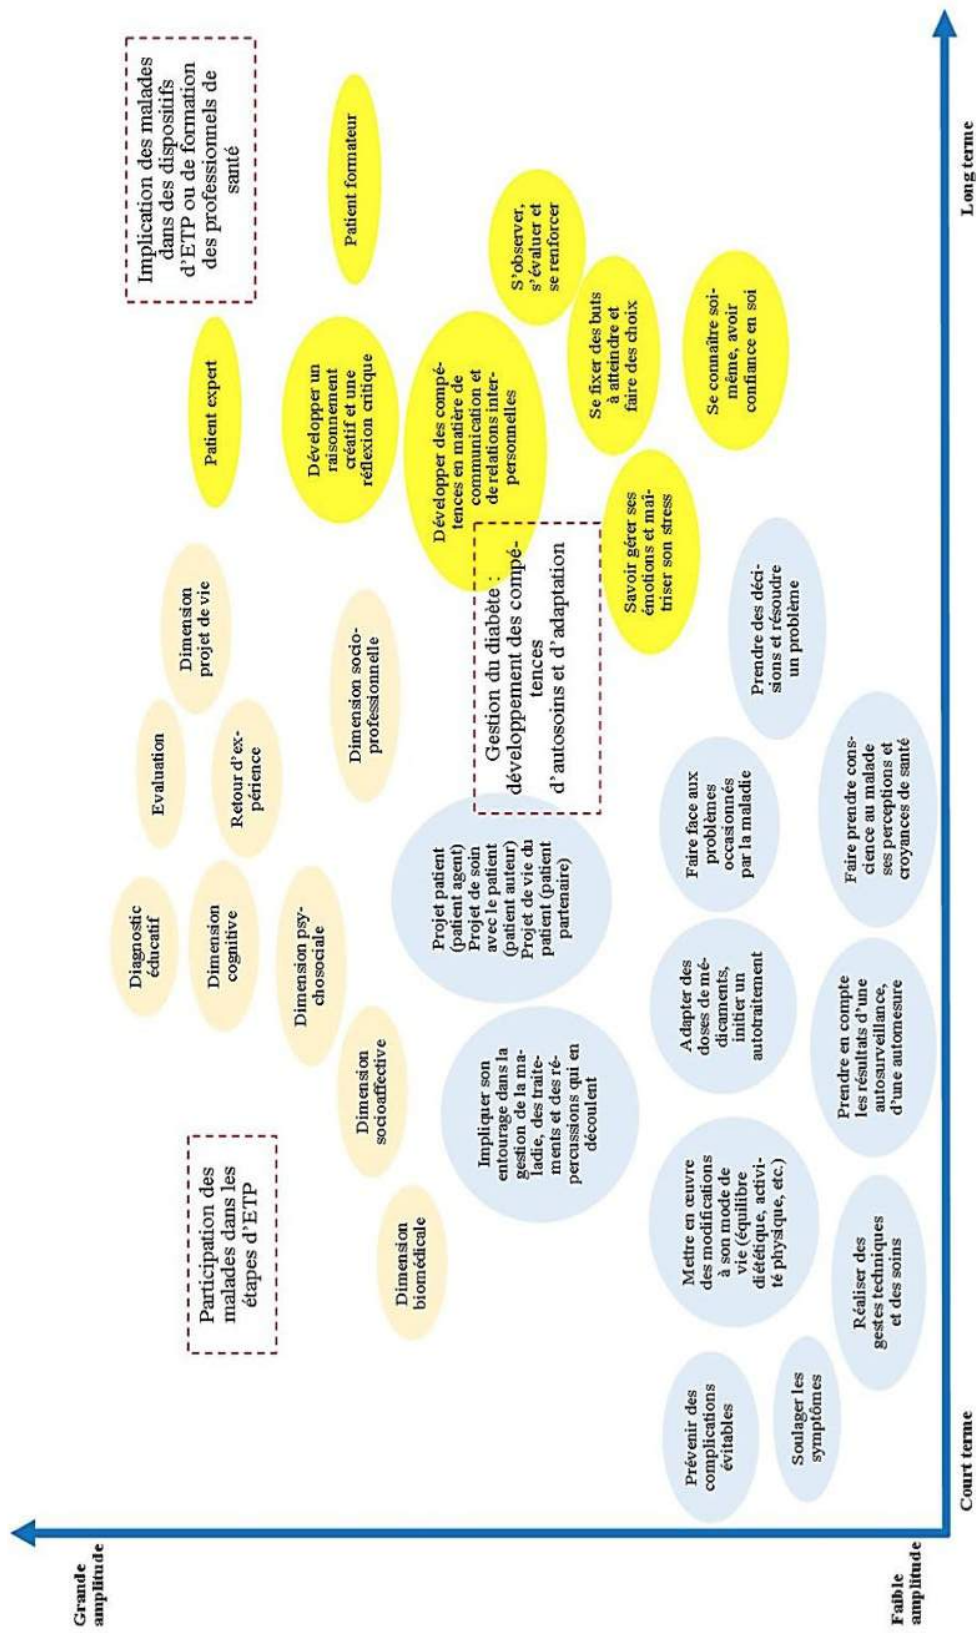 Grande
amplitude
Participation des
malades dans les
étapes d'ETP
Implication des malades
dans des dispositifs
d'ETP ou de formation
des professionnels de
santé
Diagnostic
éducatif
Evaluation
Dimension
projet de vie
Patient expert
Dimension
cognitive
Retour d'ex-
périence
Dimension psy-
chosociale
Dimension socio-
professionnelle
Développer un
raisonnement
créatif et une
réflexion critique
Patient formateur
Dimension
socioaffective
Dimension
biomédicale
Impliquer son
entourage dans la
gestion de la ma-
ladie, des traite-
ments et des ré-
percussions qui en
découlent
Projet patient
(patient agent)
Projet de soin
avec le patient
(patient auteur)
Projet de vie du
patient (patient
partenaire)
Développer des compé-
tences en matière de
communication et
de relations inter-
personnelles
Gestion du diabète :
développement des compé-
tences
d'autosoins et d'adaptation
S'observer,
s'évaluer et
se renforcer
Se fixer des buts
à atteindre et
faire des choix
Savoir gérer ses
émotions et maî-
triser son stress
Se connaître soi-
même, avoir
confiance en soi
Prévenir des
complications
évitables
Mettre en œuvre
des modifications
à son mode de
vie (équilibre
diététique, activi-
té physique, etc.)
Adapter des
doses de mé-
dicaments,
initier un
autotraitement
Faire face aux
problèmes
occasionnés
par la maladie
Prendre des déci-
sions et résoudre
un problème
Soulager les
symptômes
Réaliser des
gestes techniques
et des soins
Prendre en compte
les résultats d'une
autosurveillance,
d'une automesure
Faire prendre cons-
cience au malade
ses perceptions et
croyances de santé
Faible
amplitude
Court terme
Long terme